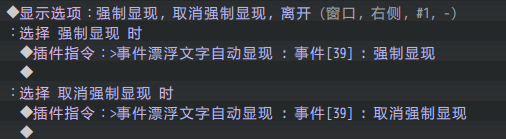 ◆显示选项：强制显现, 取消强制显现, 离开 (窗口, 右侧, #1, -)
：选择 强制显现 时
◆插件指令：>事件漂浮文字自动显现 : 事件[39] : 强制显现
◆
：选择 取消强制显现 时
◆插件指令：>事件漂浮文字自动显现 : 事件[39] : 取消强制显现
◆